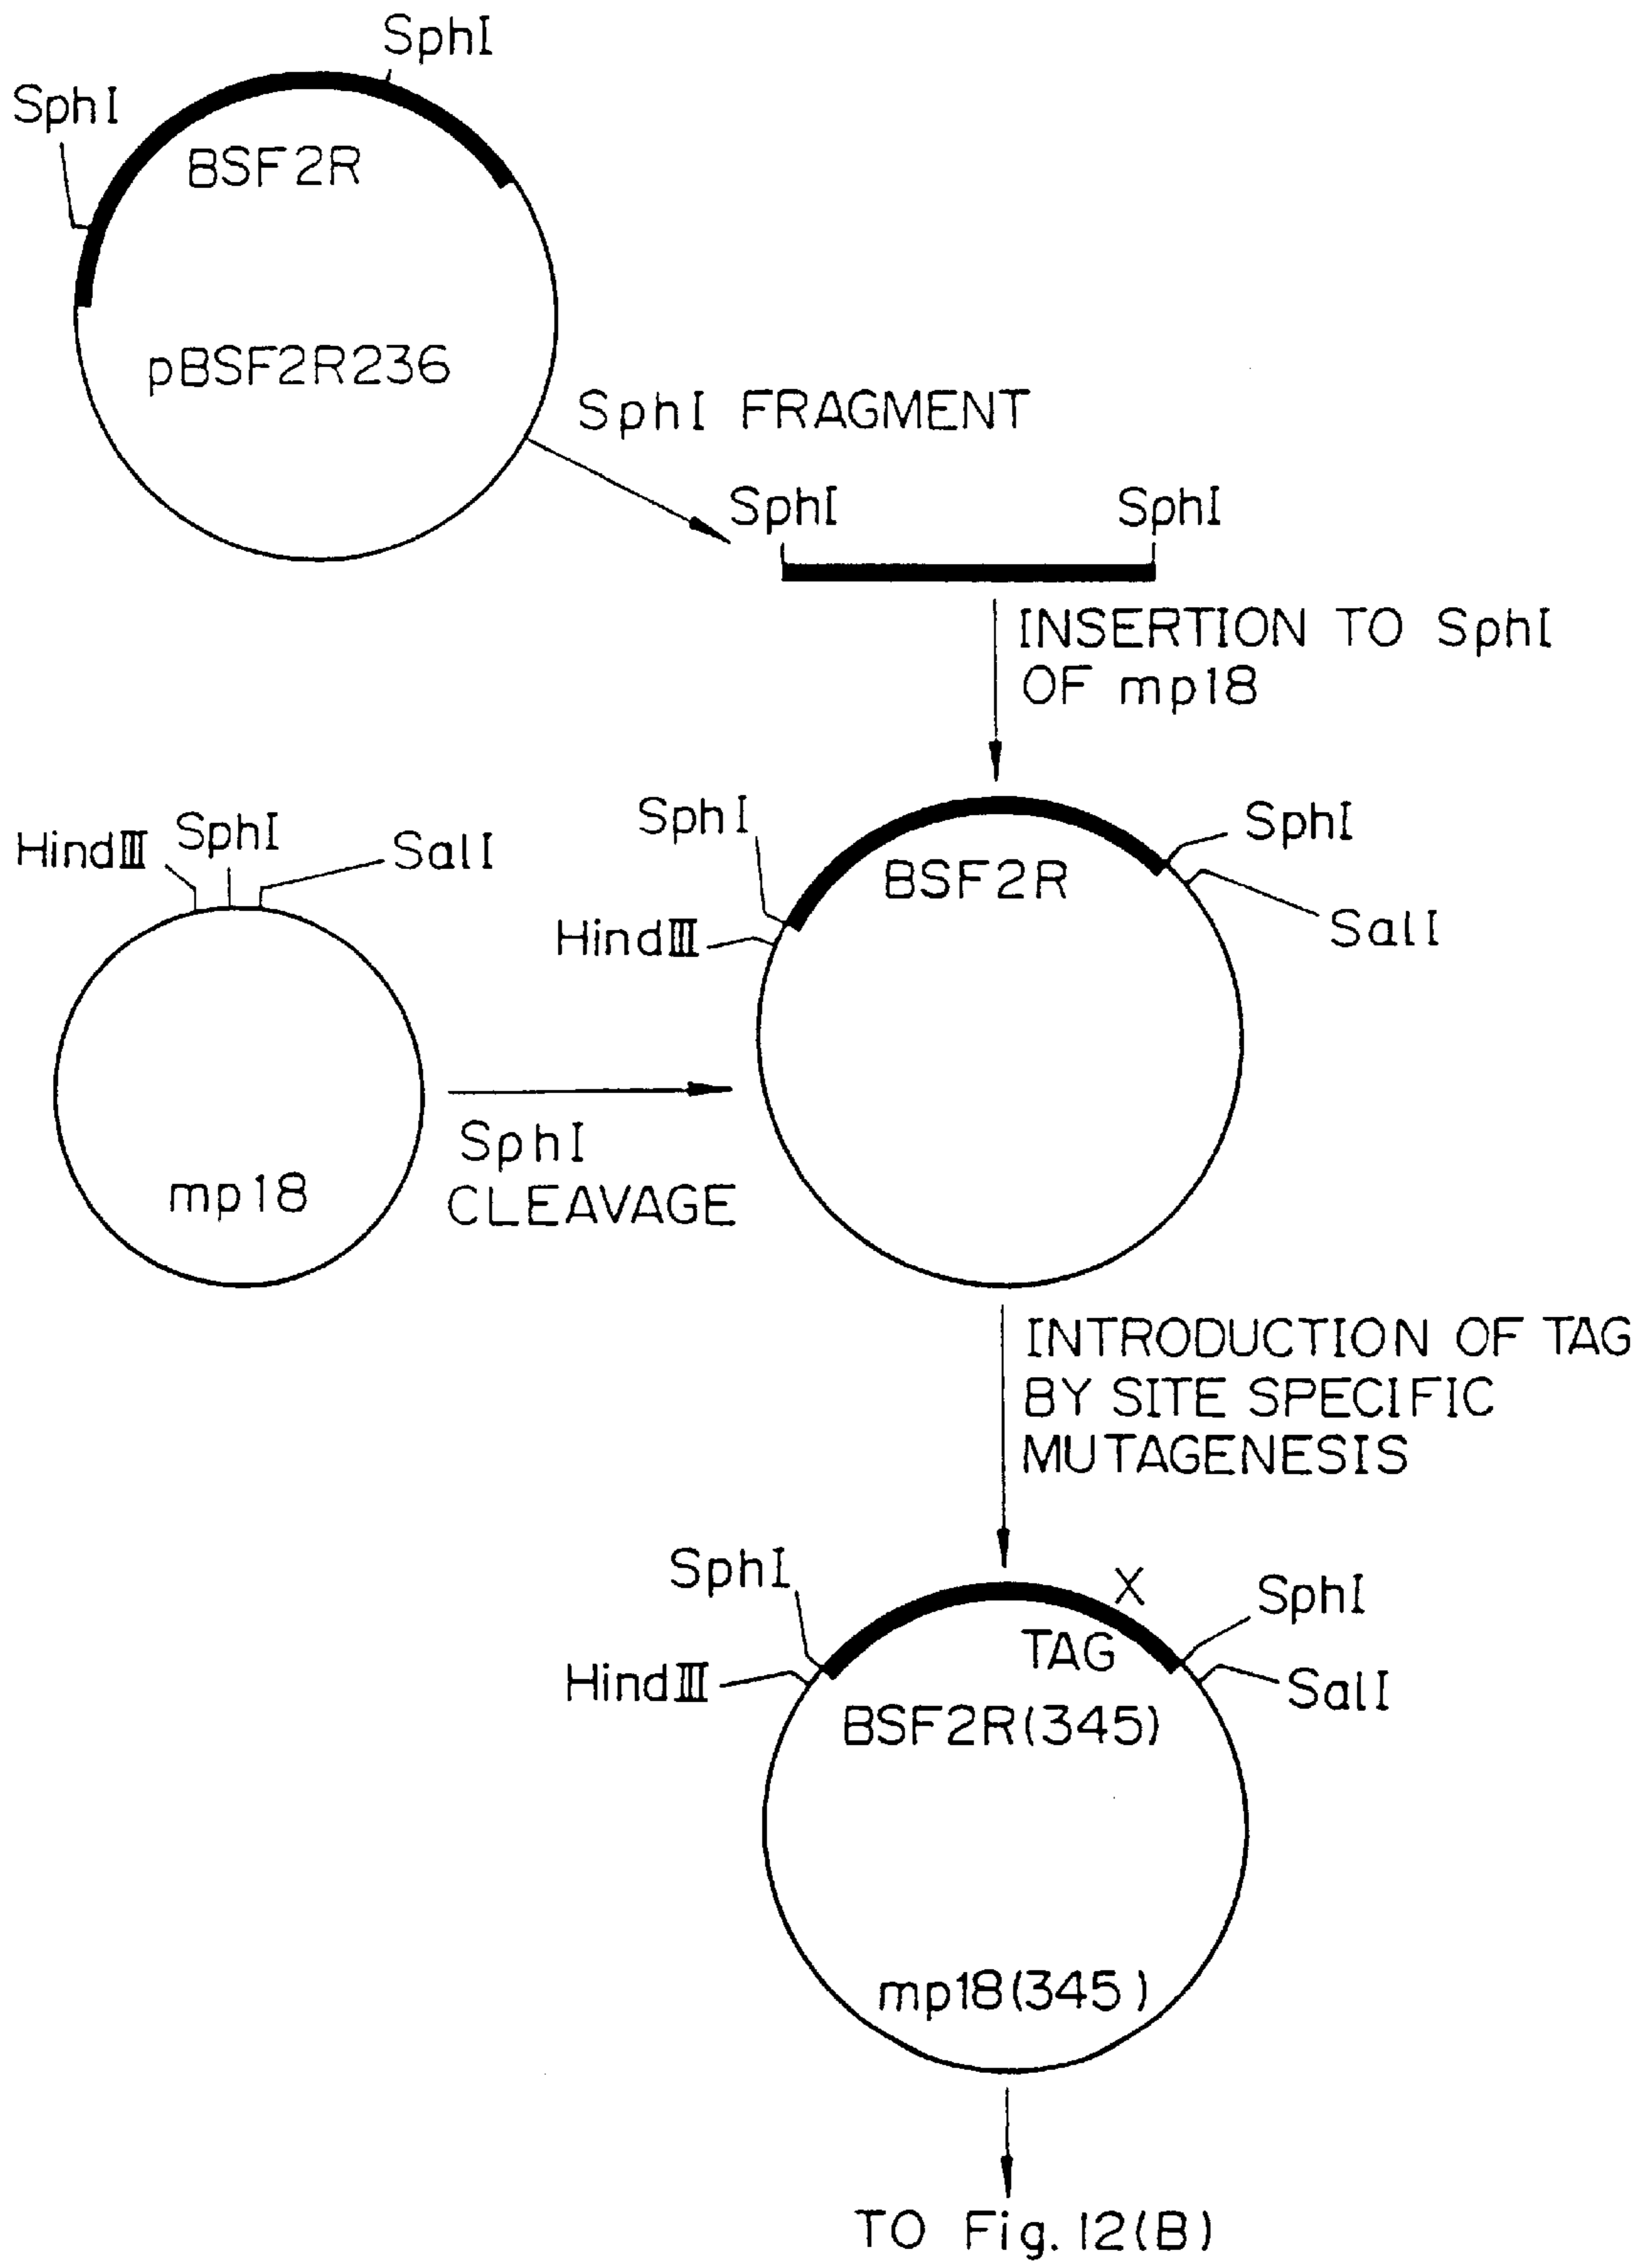 SphI
SphI
BSF2R
pBSF2R236
SphI FRAGMENT
SphI
SphI
INSERTION TO SphI
OF mp18
HindⅢ
SphI
SalI
mp18
SphI
CLEAVAGE
SphI
SphI
BSF2R
HindⅢ
SalI
INTRODUCTION OF TAG
BY SITE SPECIFIC
MUTAGENESIS
SphI
X
SphI
TAG
HindⅢ
SalI
BSF2R(345)
mp18(345)
TO Fig. 12(B)